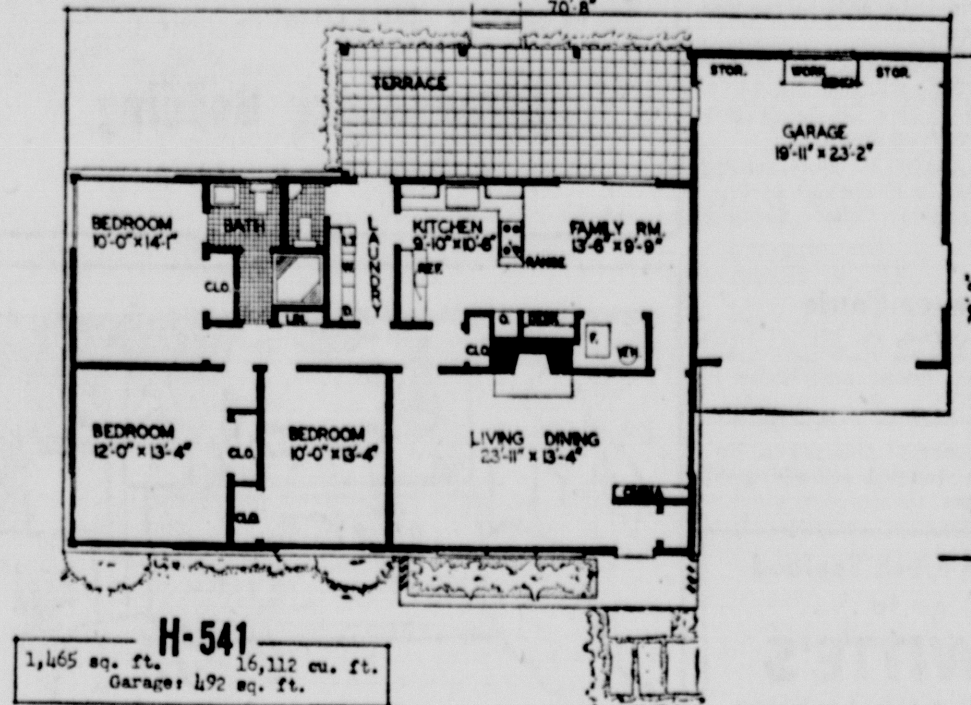 70'-8"
TERRACE
STOR.
WORK
BENCH
STOR.
GARAGE
19'-11" x 23'-2"
BEDROOM
10'-0" x 14'-1"
BATH
LAUNDRY
L.T.
W.
D.
KITCHEN
9'-10" x 10'-6"
REF.
RANGE
FAMILY RM.
13'-6" x 9'-9"
CLO.
LIN.
CLO.
O.
DESK
F.
BEDROOM
12'-0" x 13'-4"
CLO.
BEDROOM
10'-0" x 13'-4"
CLO.
LIVING DINING
23'-11" x 13'-4"
CHINA
H-541
1,465 sq. ft. 16,112 cu. ft.
Garage: 492 sq. ft.